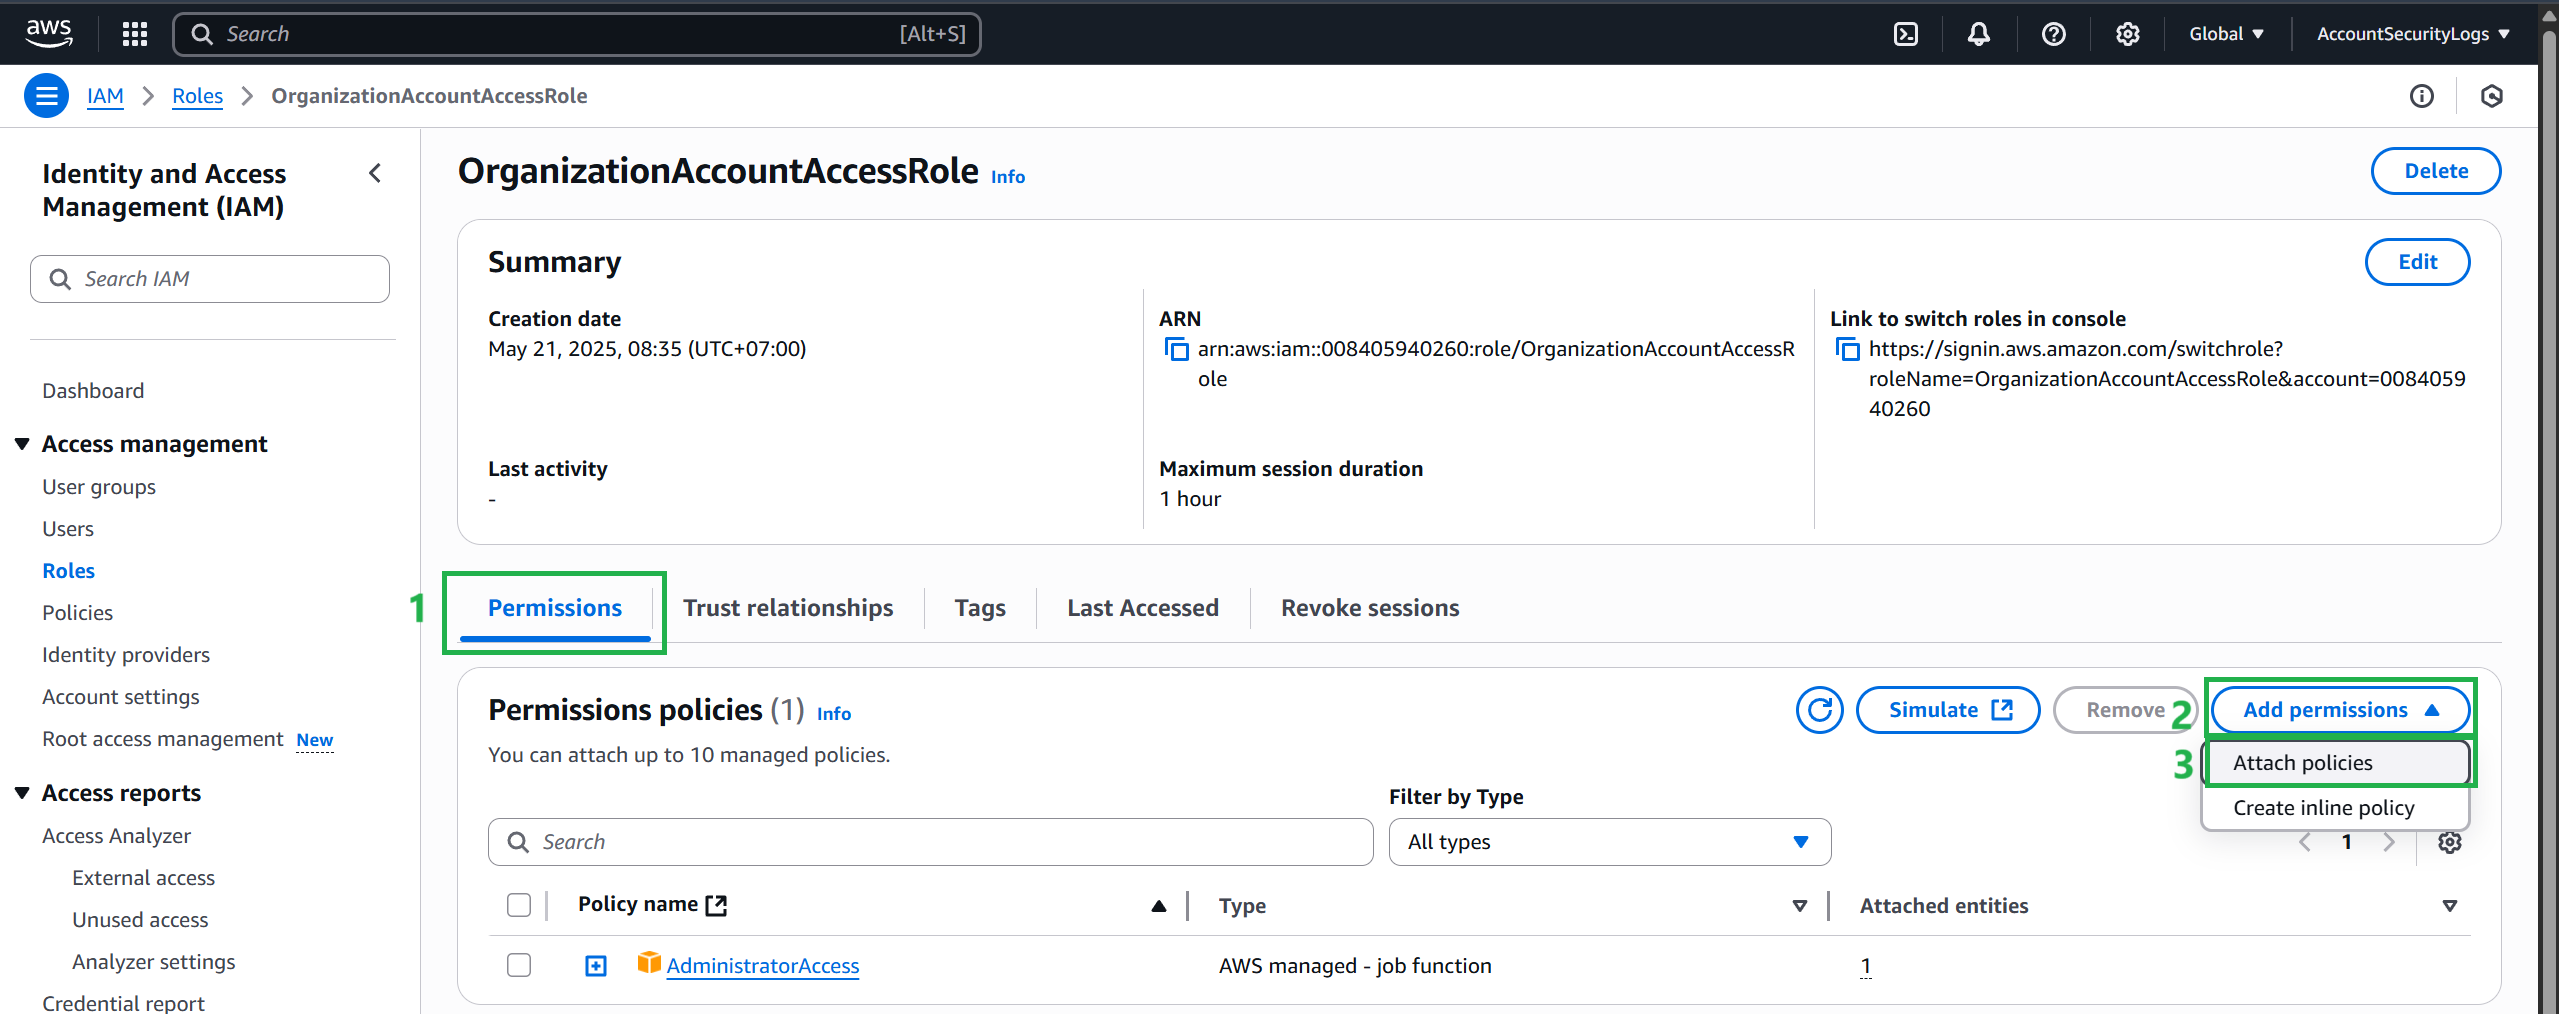 aws
Search [Alt+S]
Global
AccountSecurityLogs
IAM
Roles
OrganizationAccountAccessRole
Identity and Access
Management (IAM)
Search IAM
Dashboard
Access management
User groups
Users
Roles
Policies
Identity providers
Account settings
Root access management New
Access reports
Access Analyzer
External access
Unused access
Analyzer settings
Credential report
OrganizationAccountAccessRole Info
Delete
Summary
Edit
Creation date
May 21, 2025, 08:35 (UTC+07:00)
ARN
arn:aws:iam::008405940260:role/OrganizationAccountAccessR
ole
Link to switch roles in console
https://signin.aws.amazon.com/switchrole?
roleName=OrganizationAccountAccessRole&account=0084059
40260
Last activity
-
Maximum session duration
1 hour
1
Permissions
Trust relationships
Tags
Last Accessed
Revoke sessions
Permissions policies (1) Info
Simulate
Remove
2
Add permissions
You can attach up to 10 managed policies.
3
Attach policies
Create inline policy
Filter by Type
Search
All types
1
Policy name
Type
Attached entities
AdministratorAccess
AWS managed - job function
1